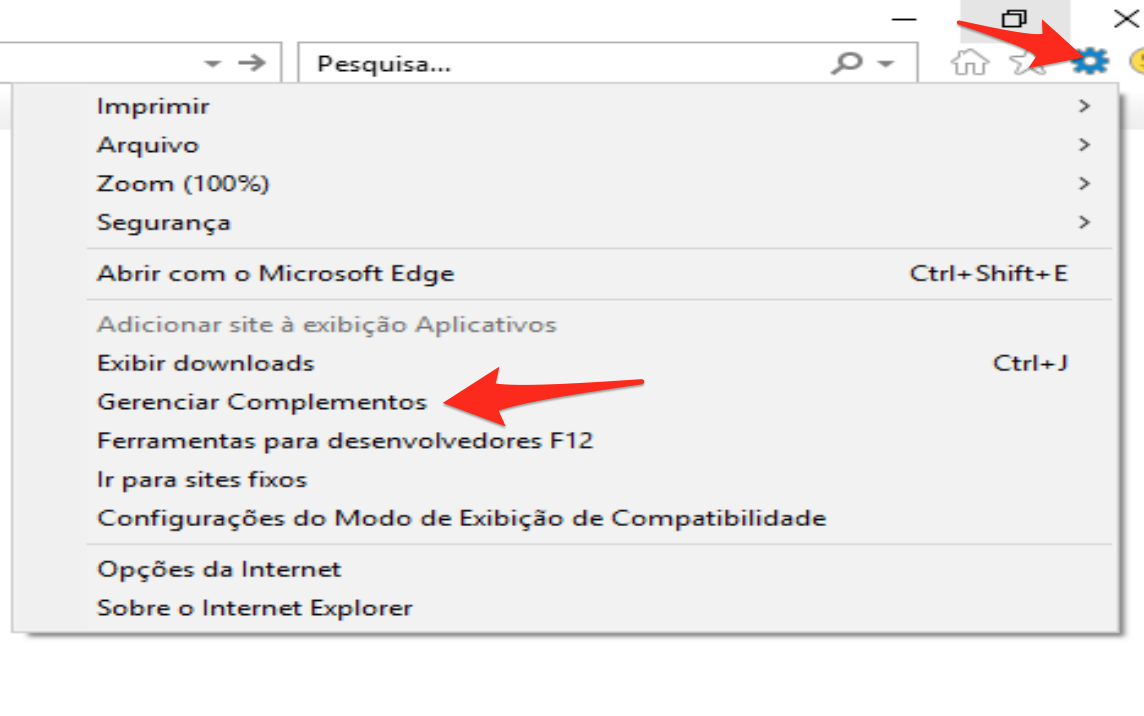 Pesquisa...
Imprimir
Arquivo
Zoom (100%)
Segurança
Abrir com o Microsoft Edge Ctrl+Shift+E
Adicionar site à exibição Aplicativos
Exibir downloads Ctrl+J
Gerenciar Complementos
Ferramentas para desenvolvedores F12
Ir para sites fixos
Configurações do Modo de Exibição de Compatibilidade
Opções da Internet
Sobre o Internet Explorer